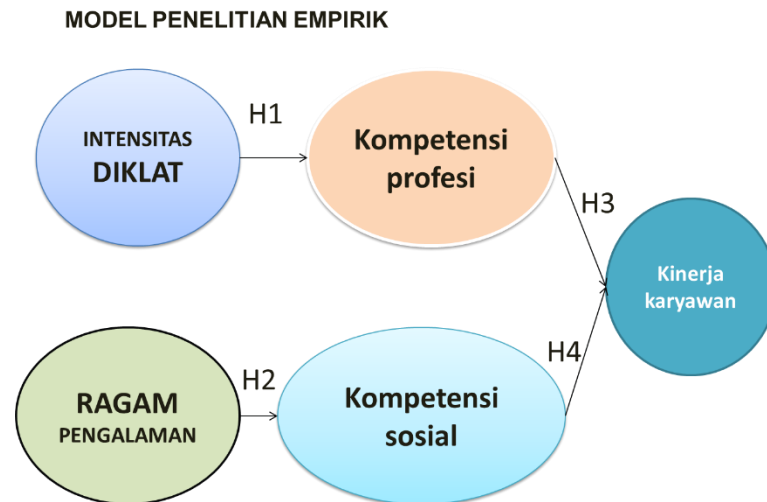 MODEL PENELITIAN EMPIRIK
INTENSITAS
DIKLAT
H1
Kompetensi
profesi
H3
Kinerja
karyawan
RAGAM
PENGALAMAN
H2
Kompetensi
sosial
H4